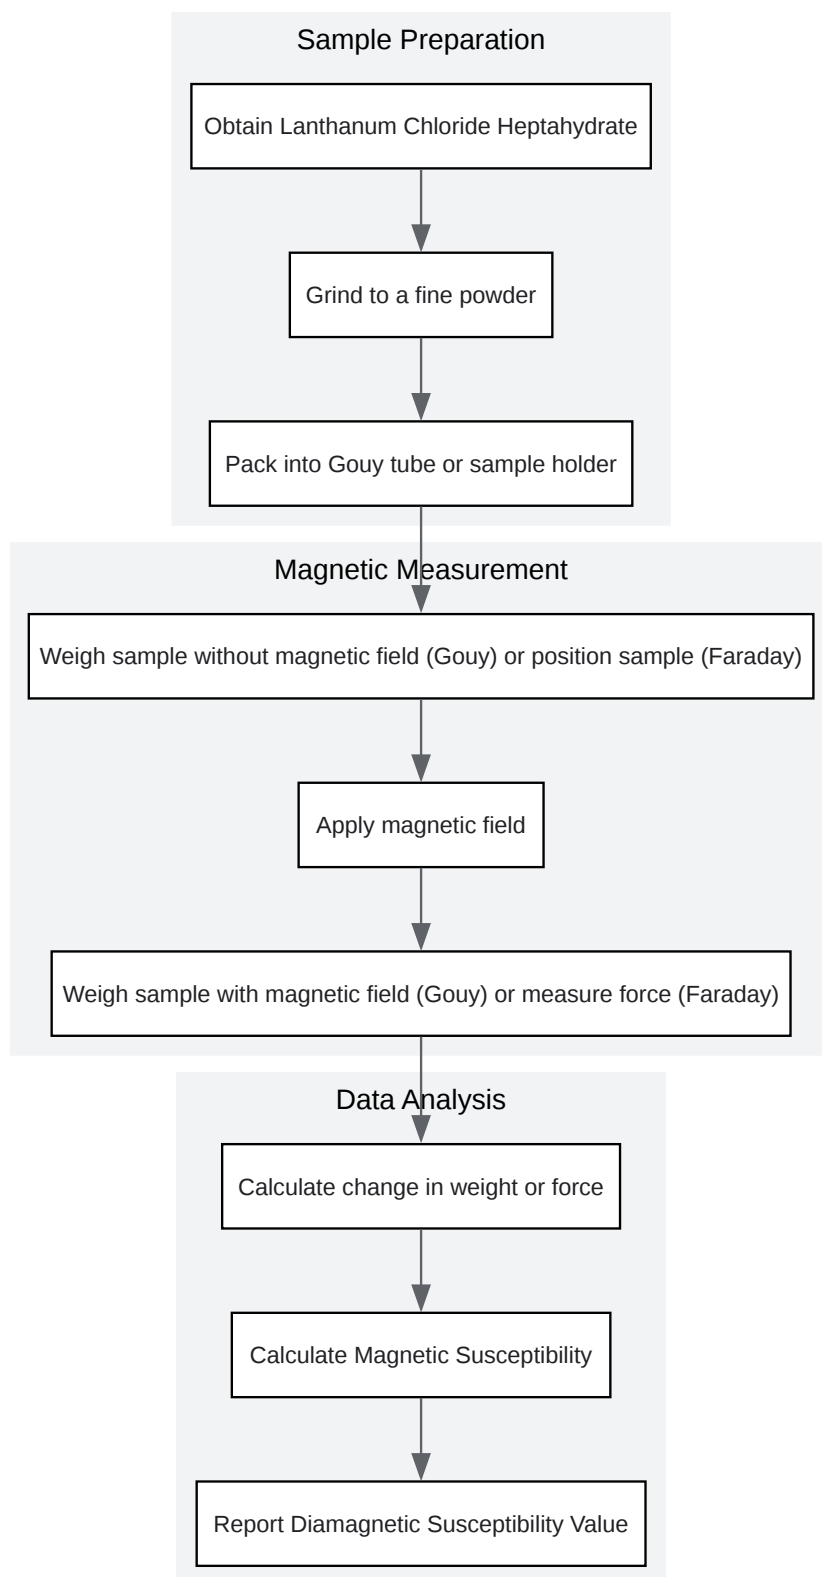 Sample Preparation
Obtain Lanthanum Chloride Heptahydrate
Grind to a fine powder
Pack into Gouy tube or sample holder
Magnetic Measurement
Weigh sample without magnetic field (Gouy) or position sample (Faraday)
Apply magnetic field
Weigh sample with magnetic field (Gouy) or measure force (Faraday)
Data Analysis
Calculate change in weight or force
Calculate Magnetic Susceptibility
Report Diamagnetic Susceptibility Value